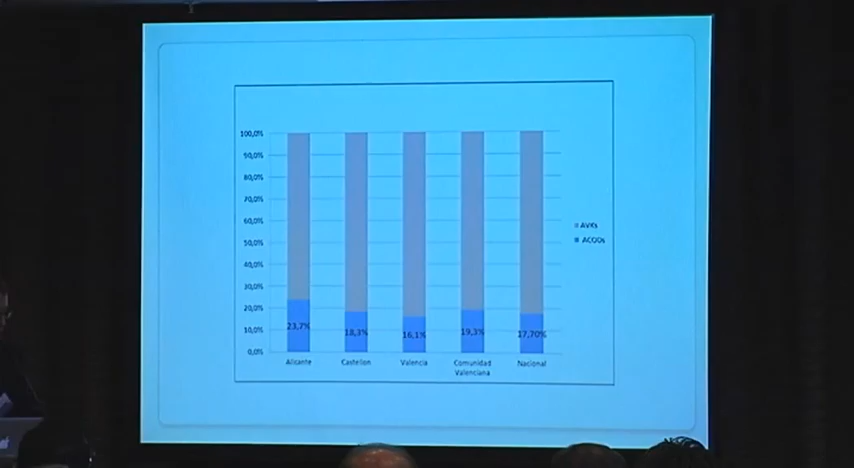 100,0%
90,0%
80,0%
70,0%
60,0%
50,0%
40,0%
30,0%
20,0%
10,0%
0,0%
23,7%
18,3%
16,1%
19,3%
17,70%
Alicante
Castellon
Valencia
Comunidad
Valenciana
Nacional
AVKs
ACODs